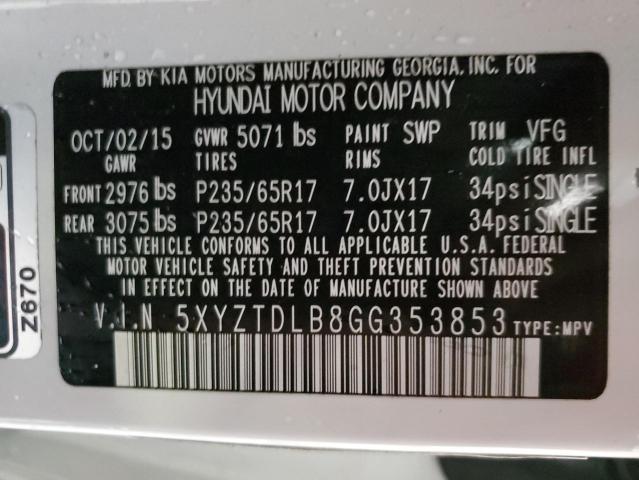 MFD. BY KIA MOTORS MANUFACTURING GEORGIA, INC. FOR
HYUNDAI MOTOR COMPANY
OCT/02/15 GVWR 5071 lbs PAINT SWP TRIM VFG
GAWR TIRES RIMS COLD TIRE INFL
FRONT 2976 lbs P235/65R17 7.0JX17 34psi SINGLE
REAR 3075 lbs P235/65R17 7.0JX17 34psi SINGLE
THIS VEHICLE CONFORMS TO ALL APPLICABLE U.S.A. FEDERAL
MOTOR VEHICLE SAFETY AND THEFT PREVENTION STANDARDS
IN EFFECT ON THE DATE OF MANUFACTURE SHOWN ABOVE
V.I.N 5XYZTDLB8GG353853 TYPE:MPV
Z670